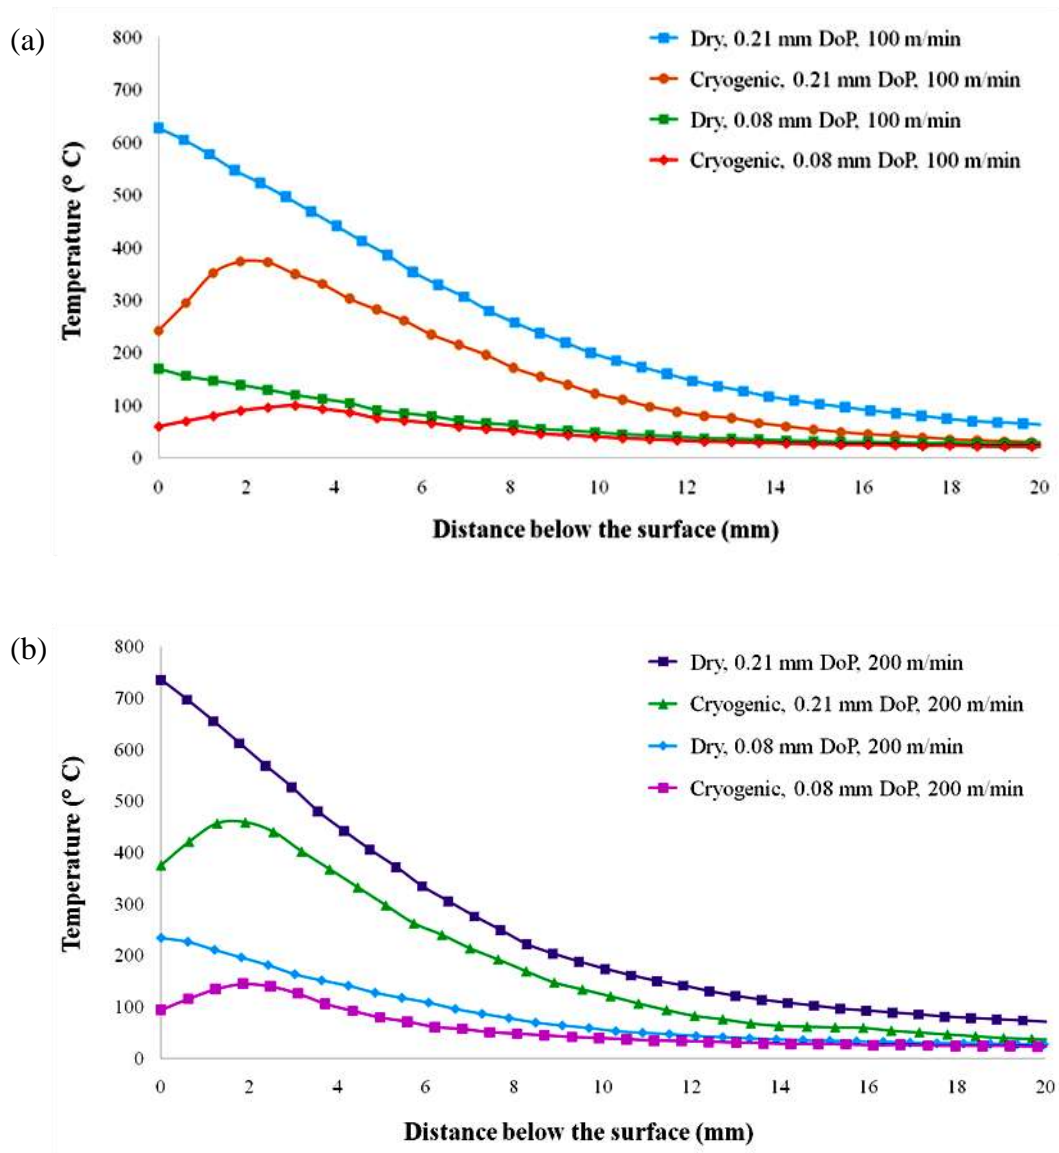 (a)
800
700
600
500
400
300
200
100
0
Temperature (° C)
Dry, 0.21 mm DoP, 100 m/min
Cryogenic, 0.21 mm DoP, 100 m/min
Dry, 0.08 mm DoP, 100 m/min
Cryogenic, 0.08 mm DoP, 100 m/min
0 2 4 6 8 10 12 14 16 18 20
Distance below the surface (mm)
(b)
800
700
600
500
400
300
200
100
0
Temperature (° C)
Dry, 0.21 mm DoP, 200 m/min
Cryogenic, 0.21 mm DoP, 200 m/min
Dry, 0.08 mm DoP, 200 m/min
Cryogenic, 0.08 mm DoP, 200 m/min
0 2 4 6 8 10 12 14 16 18 20
Distance below the surface (mm)